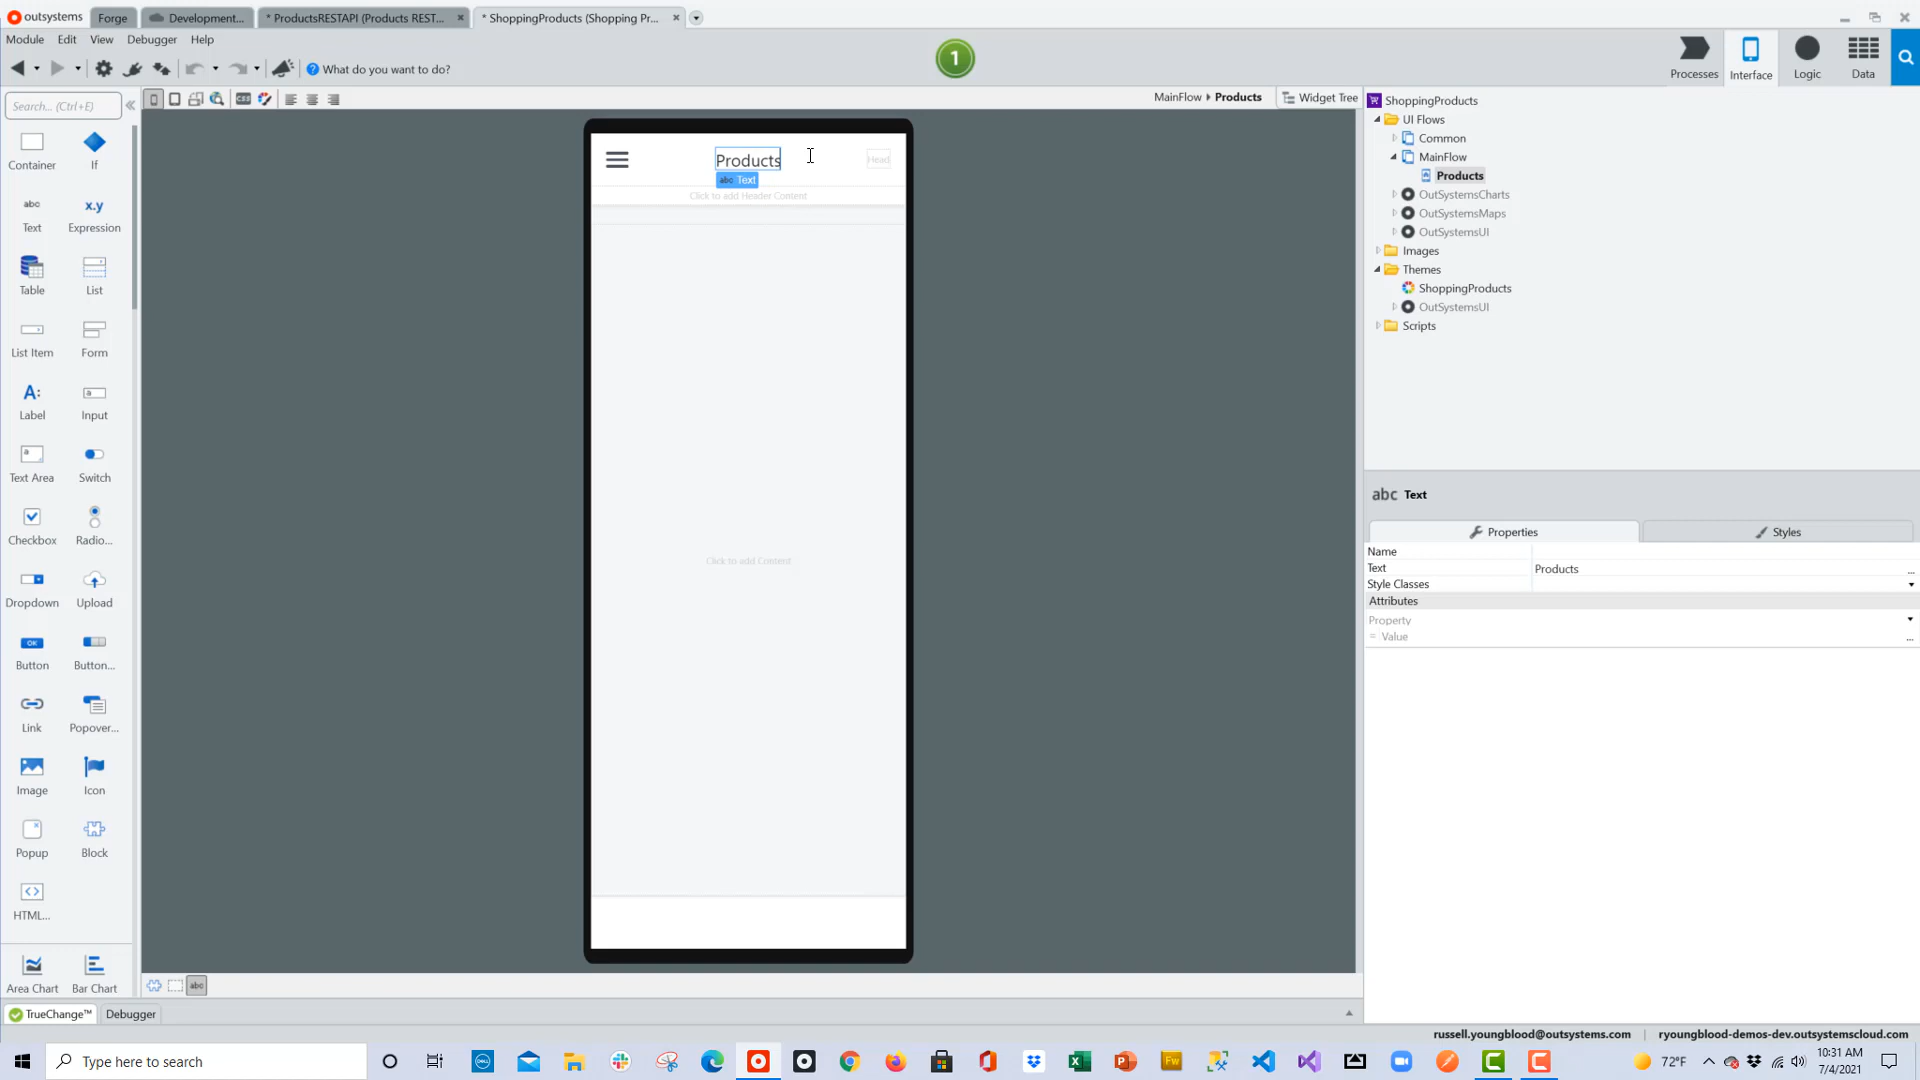 outsystems
Forge
Development...
* ProductsRESTAPI (Products REST...
* ShoppingProducts (Shopping Pr...
Module
Edit
View
Debugger
Help
1
What do you want to do?
Processes
Interface
Logic
Data
Search... (Ctrl+E)
MainFlow
Products
Widget Tree
ShoppingProducts
UI Flows
Common
MainFlow
Products
OutSystemsCharts
OutSystemsMaps
OutSystemsUI
Images
Themes
ShoppingProducts
OutSystemsUI
Scripts
Container
If
abc
x.y
Text
Expression
Table
List
List Item
Form
A:
Label
Input
Text Area
Switch
Checkbox
Radio...
Dropdown
Upload
OK
Button
Button...
Link
Popover...
Image
Icon
Popup
Block
HTML...
Area Chart
Bar Chart
Products
Head
abc Text
Click to add Header Content
Click to add Content
abc Text
Properties
Styles
Name
Text
Products
...
Style Classes
Attributes
Property
= Value
...
abc
TrueChange™
Debugger
russell.youngblood@outsystems.com
ryoungblood-demos-dev.outsystemscloud.com
Type here to search
DELL
Fw
72°F
10:31 AM
7/4/2021